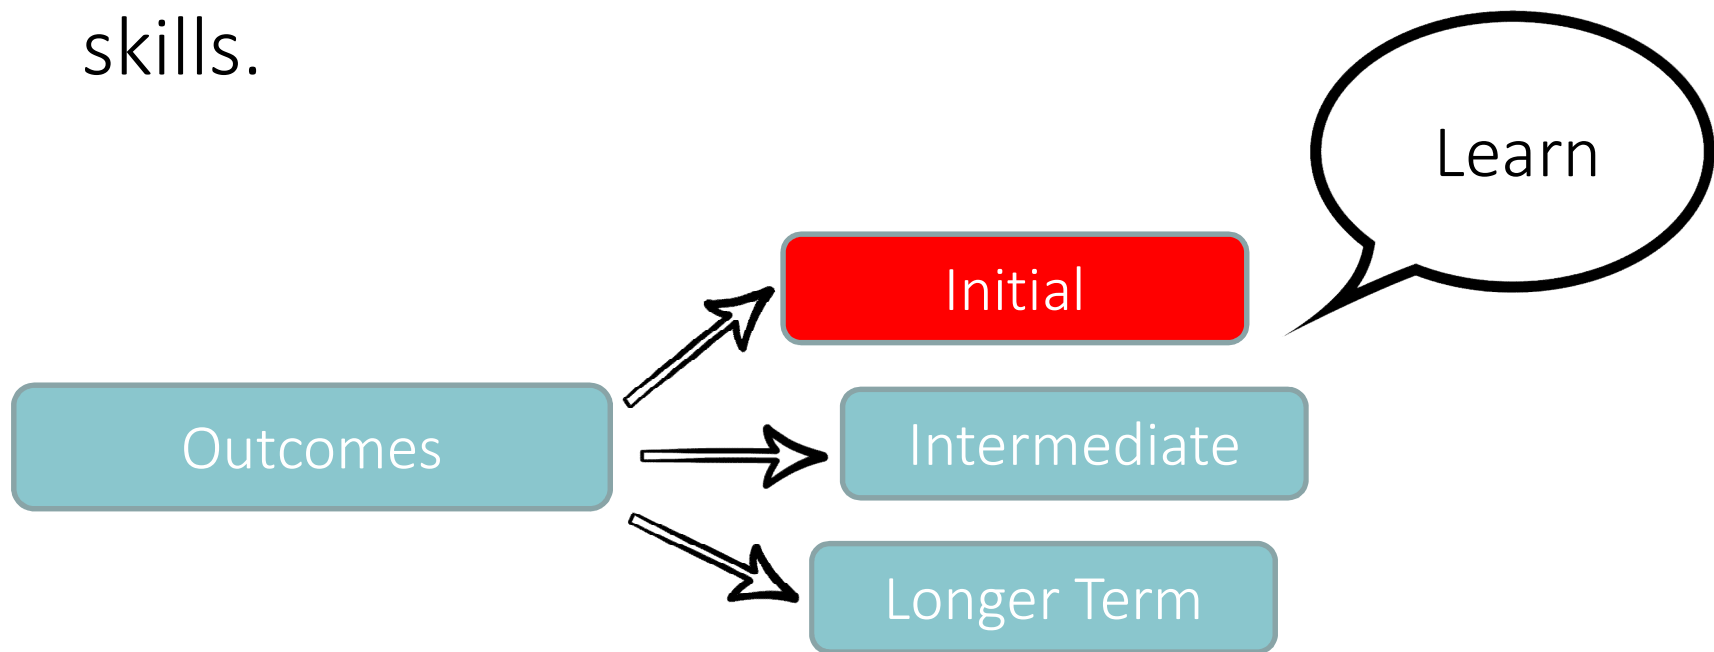 skills.
Learn
Initial
Outcomes
Intermediate
Longer Term